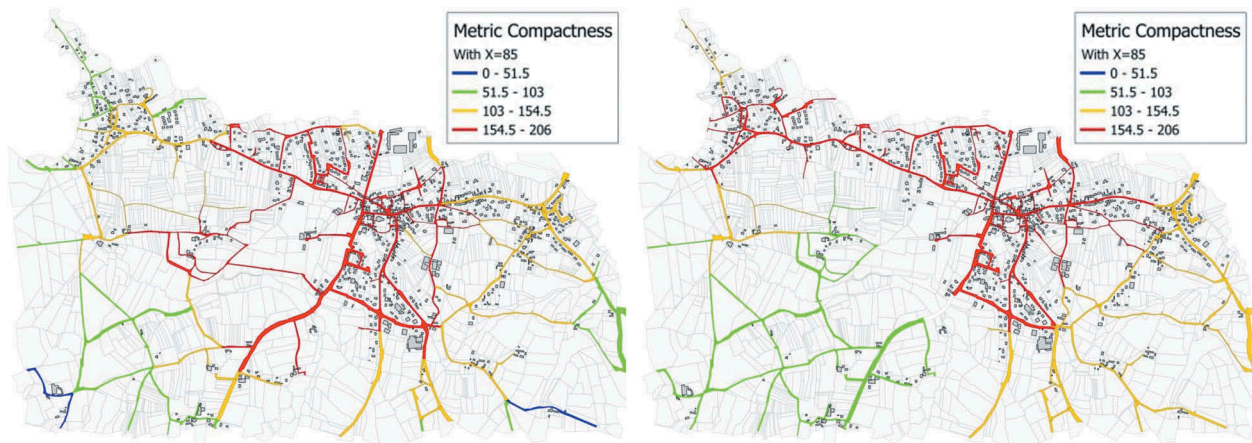 Metric Compactness
With X=85
0 - 51.5
51.5 - 103
103 - 154.5
154.5 - 206
Metric Compactness
With X=85
0 - 51.5
51.5 - 103
103 - 154.5
154.5 - 206